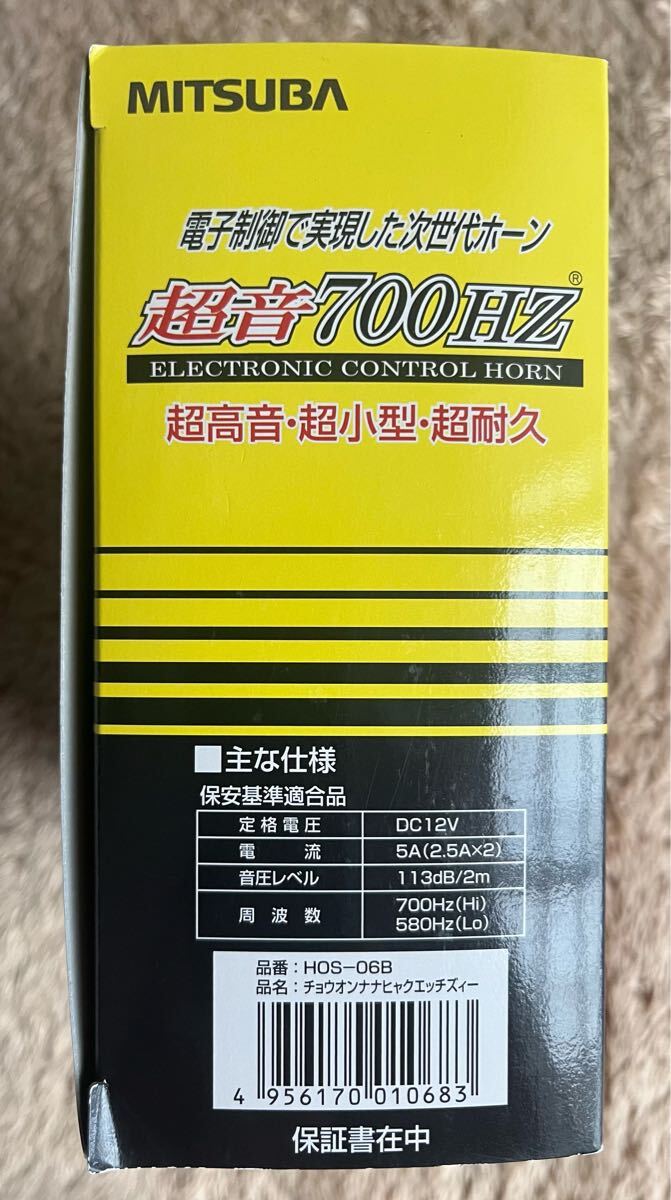 MITSUBA
電子制御で実現した次世代ホーン
超音700HZ®
ELECTRONIC CONTROL HORN
超高音・超小型・超耐久
■主な仕様
保安基準適合品
定格電圧 DC12V
電 流 5A(2.5A×2)
音圧レベル 113dB/2m
周 波 数 700Hz(Hi)
580Hz(Lo)
品番：HOS-06B
品名：チョウオンナナヒャクエッチズィー
4 956170 010683
保証書在中